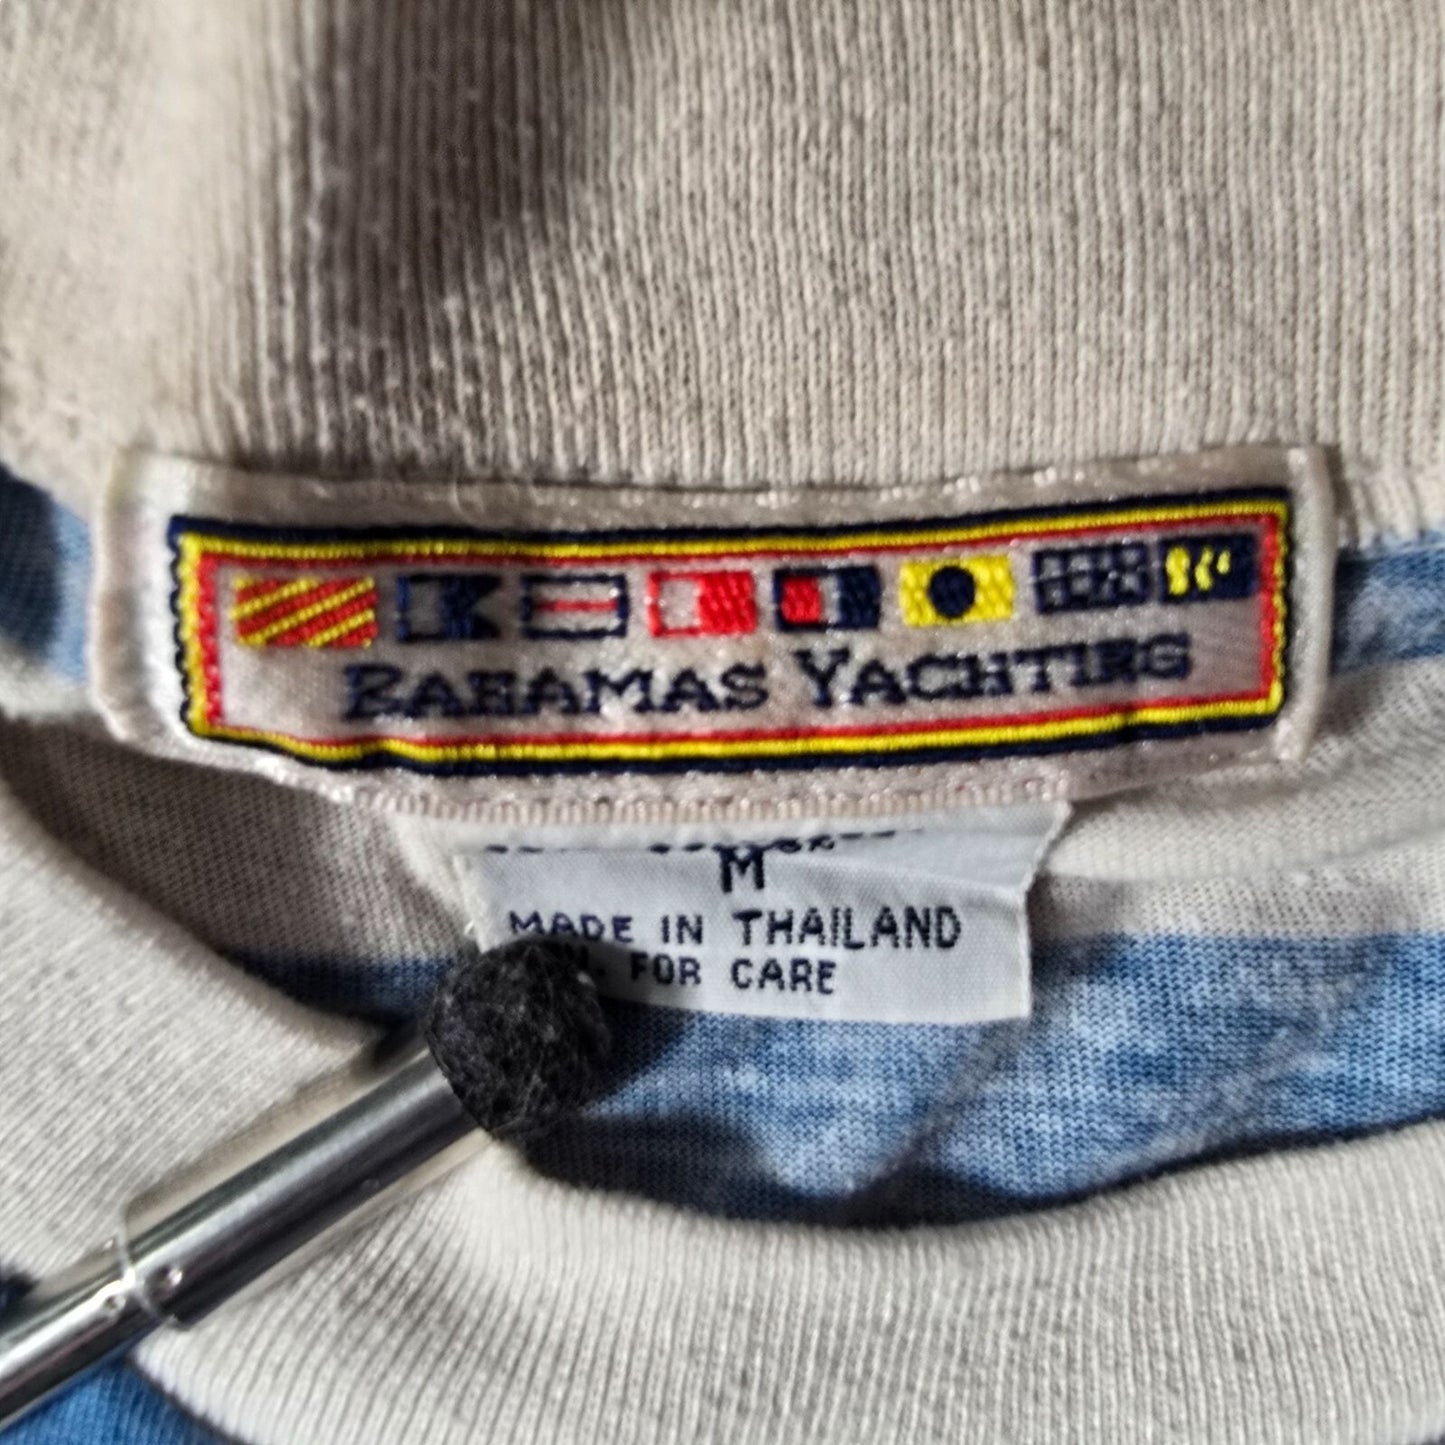 BAHAMAS YACHTING
M
MADE IN THAILAND
FOR CARE